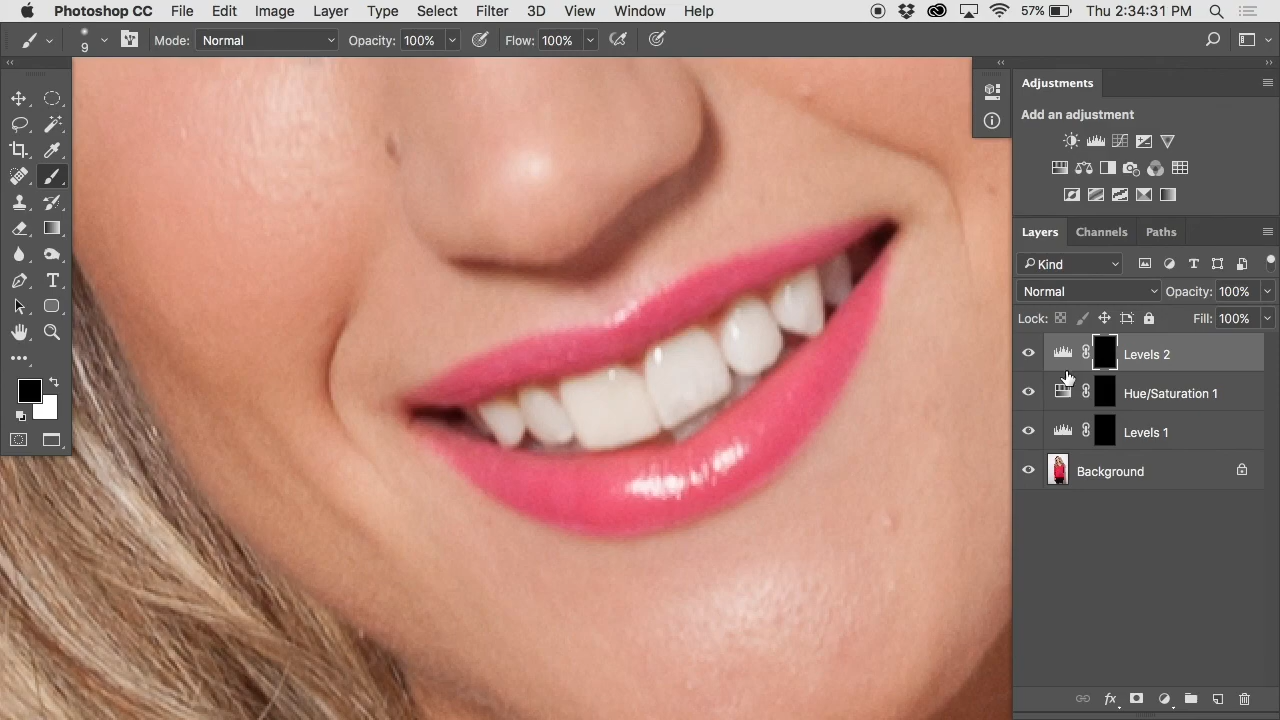 Photoshop CC File Edit Image Layer Type Select Filter 3D View Window Help 57% Thu 2:34:31 PM
9 Mode: Normal Opacity: 100% Flow: 100%
Adjustments
Add an adjustment
Layers Channels Paths
Kind
Normal Opacity: 100%
Lock: Fill: 100%
Levels 2
Hue/Saturation 1
Levels 1
Background
fx